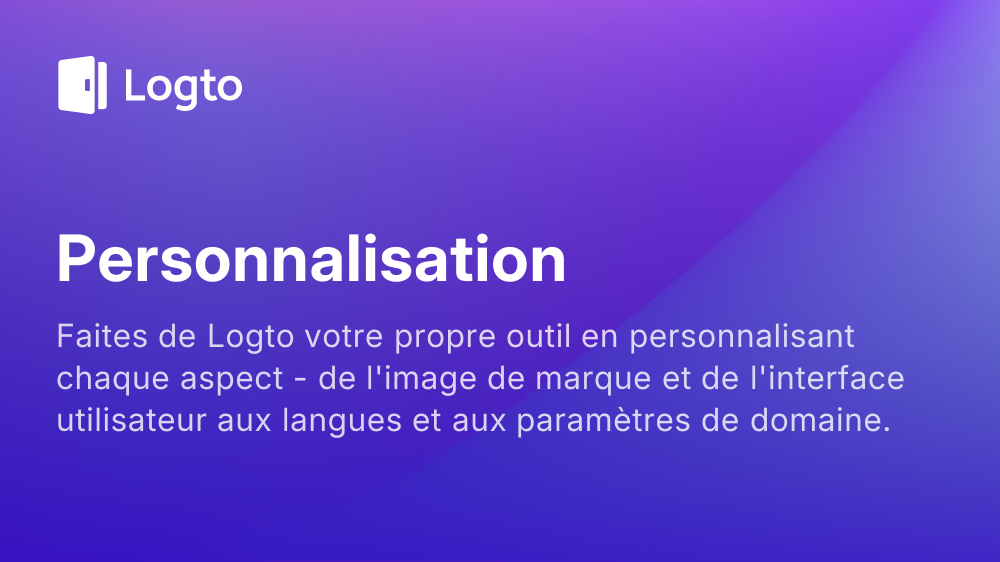 Logto
Personnalisation
Faites de Logto votre propre outil en personnalisant
chaque aspect - de l'image de marque et de l'interface
utilisateur aux langues et aux paramètres de domaine.